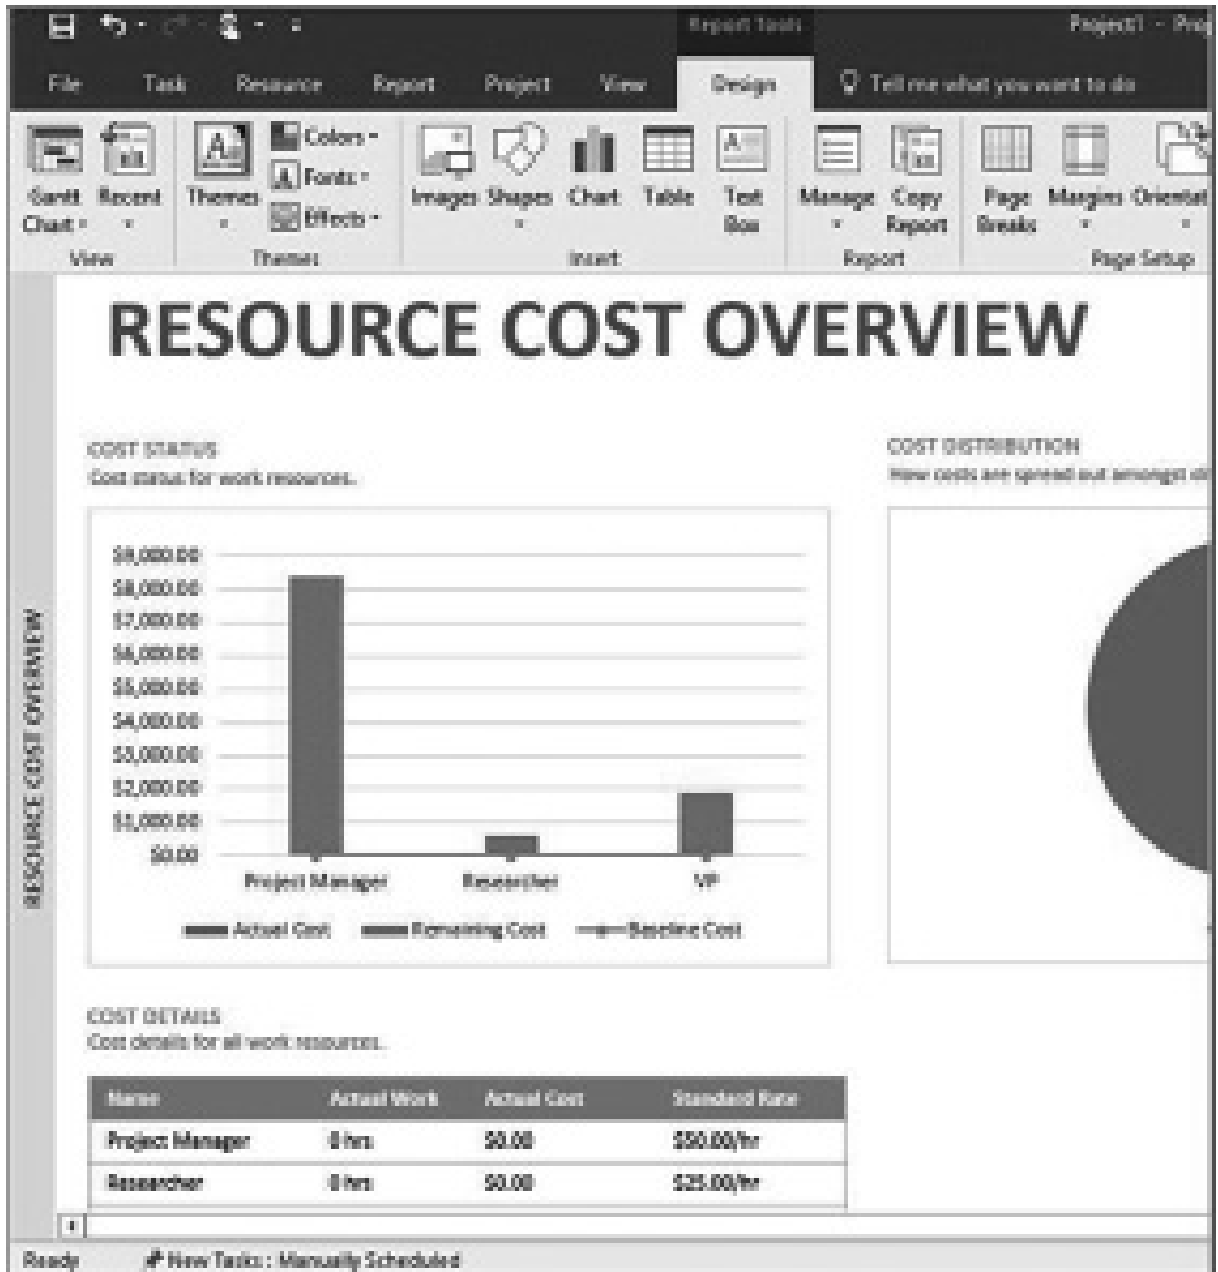 Report Tools
Project1 - Proj
File Task Resource Report Project View Design Tell me what you want to do
Gantt Chart
Recent
Themes
Colors
Fonts
Effects
Images
Shapes
Chart
Table
Text Box
Manage
Copy Report
Page Breaks
Margins
Orientat
View
Themes
Insert
Report
Page Setup
RESOURCE COST OVERVIEW
RESOURCE COST OVERVIEW
COST STATUS
Cost status for work resources.
$9,000.00
$8,000.00
$7,000.00
$6,000.00
$5,000.00
$4,000.00
$3,000.00
$2,000.00
$1,000.00
$0.00
Project Manager Researcher VP
Actual Cost Remaining Cost Baseline Cost
COST DISTRIBUTION
How costs are spread out amongst di
COST DETAILS
Cost details for all work resources.
Name Actual Work Actual Cost Standard Rate
Project Manager 0 hrs $0.00 $50.00/hr
Researcher 0 hrs $0.00 $25.00/hr
Ready New Tasks : Manually Scheduled